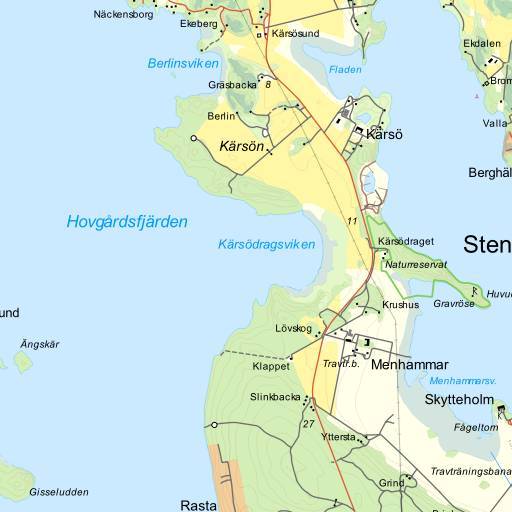 Näckensborg
Ekeberg
Kärsösund
Ekdalen
Berlinsviken
Fladen
Gräsbacka
8
Brom
Berlin
Valla
Kärsö
Kärsön
Berghäl
Hovgårdsfjärden
11
Kärsödragsviken
Kärsödraget
Sten
Naturreservat
Huvu
Gravröse
Krushus
und
Lövskog
Ängskär
Klappet
Travtr.b.
Menhammar
Menhammarsv.
Slinkbacka
Skytteholm
27
Fågeltorn
Yttersta
Travträningsbana
Grind
Gisseludden
Rasta